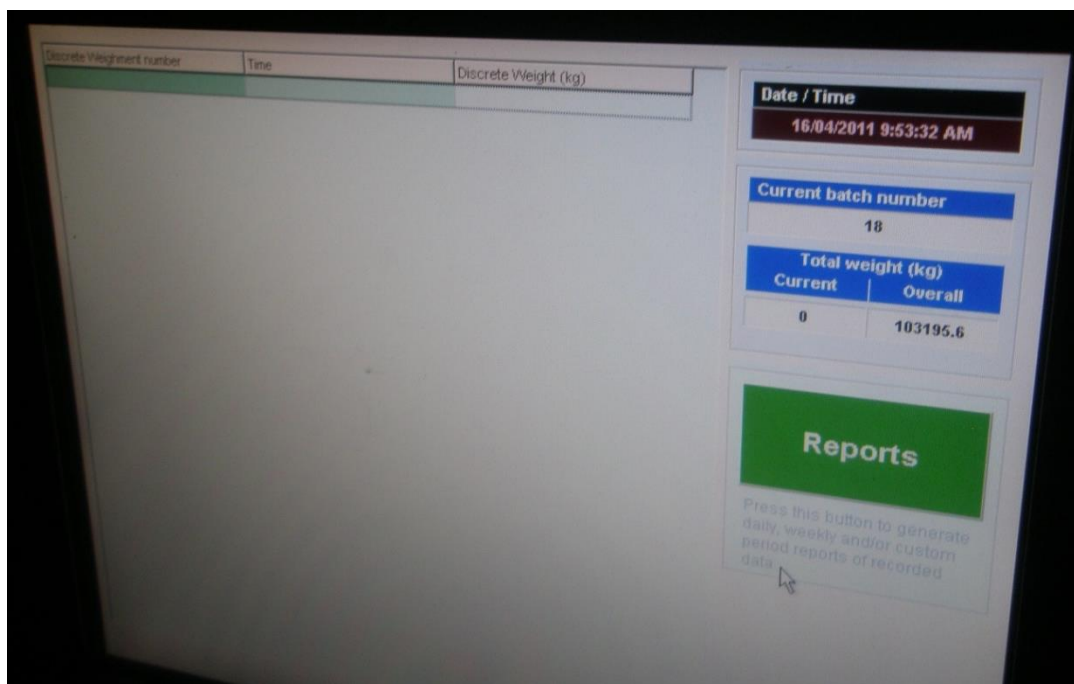 Discrete Weighment number Time Discrete Weight (kg)
Date / Time
16/04/2011 9:53:32 AM
Current batch number
18
Total weight (kg)
Current Overall
0 103195.6
Reports
Press this button to generate
daily, weekly and/or custom
period reports of recorded
data